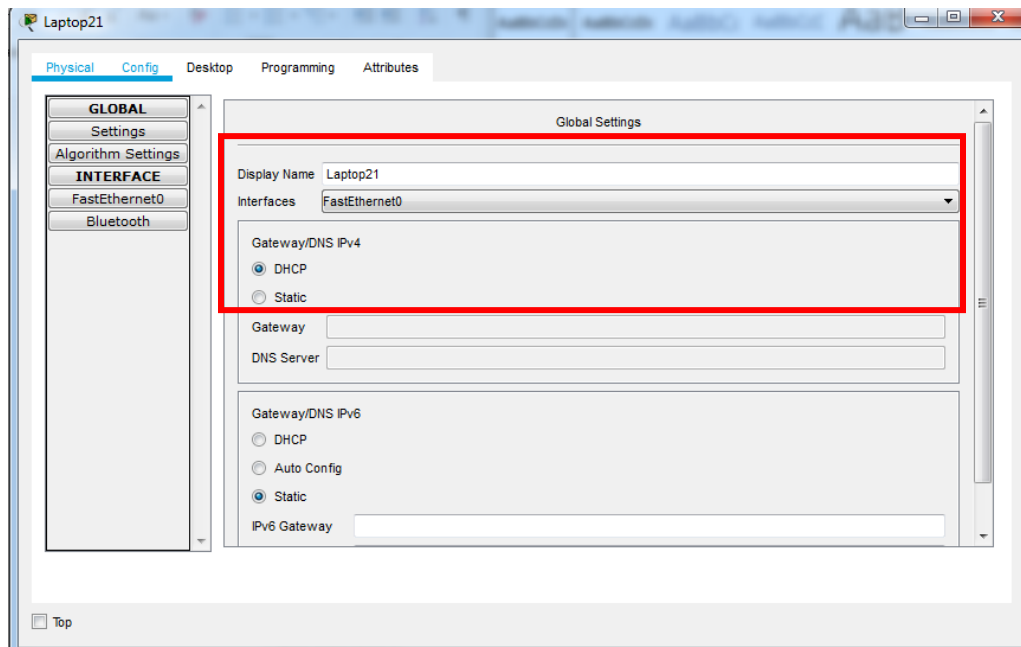 Laptop21
Physical Config Desktop Programming Attributes
GLOBAL
Settings
Algorithm Settings
INTERFACE
FastEthernet0
Bluetooth
Global Settings
Display Name Laptop21
Interfaces FastEthernet0
Gateway/DNS IPv4
DHCP
Static
Gateway
DNS Server
Gateway/DNS IPv6
DHCP
Auto Config
Static
IPv6 Gateway
Top